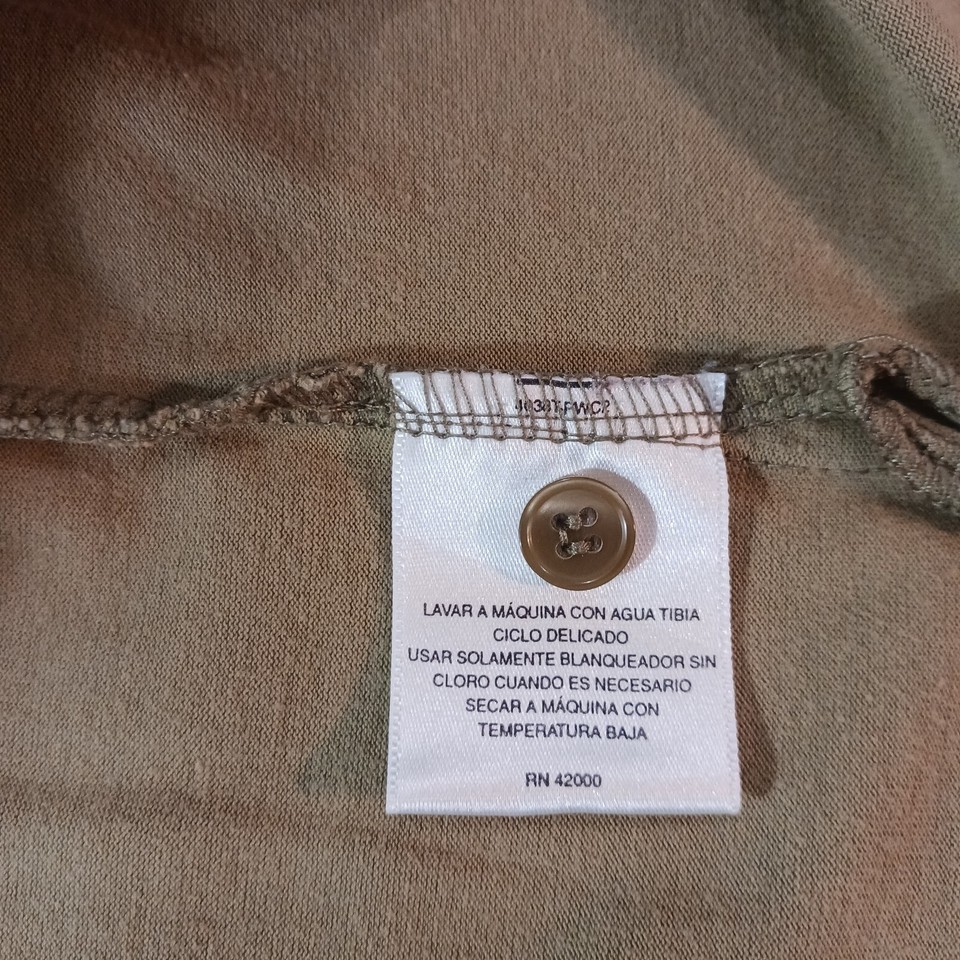 LAVAR A MÁQUINA CON AGUA TIBIA
CICLO DELICADO
USAR SOLAMENTE BLANQUEADOR SIN
CLORO CUANDO ES NECESARIO
SECAR A MÁQUINA CON
TEMPERATURA BAJA
RN 42000